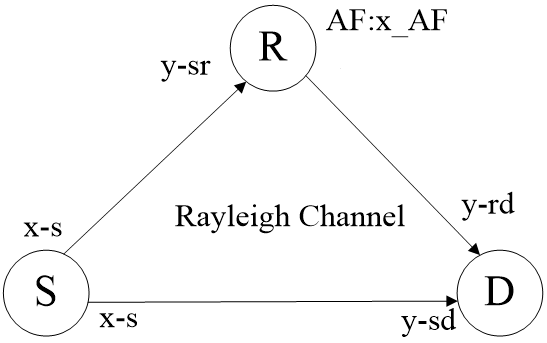 R
AF:x_AF
y-sr
Rayleigh Channel
y-rd
x-s
S
D
x-s
y-sd